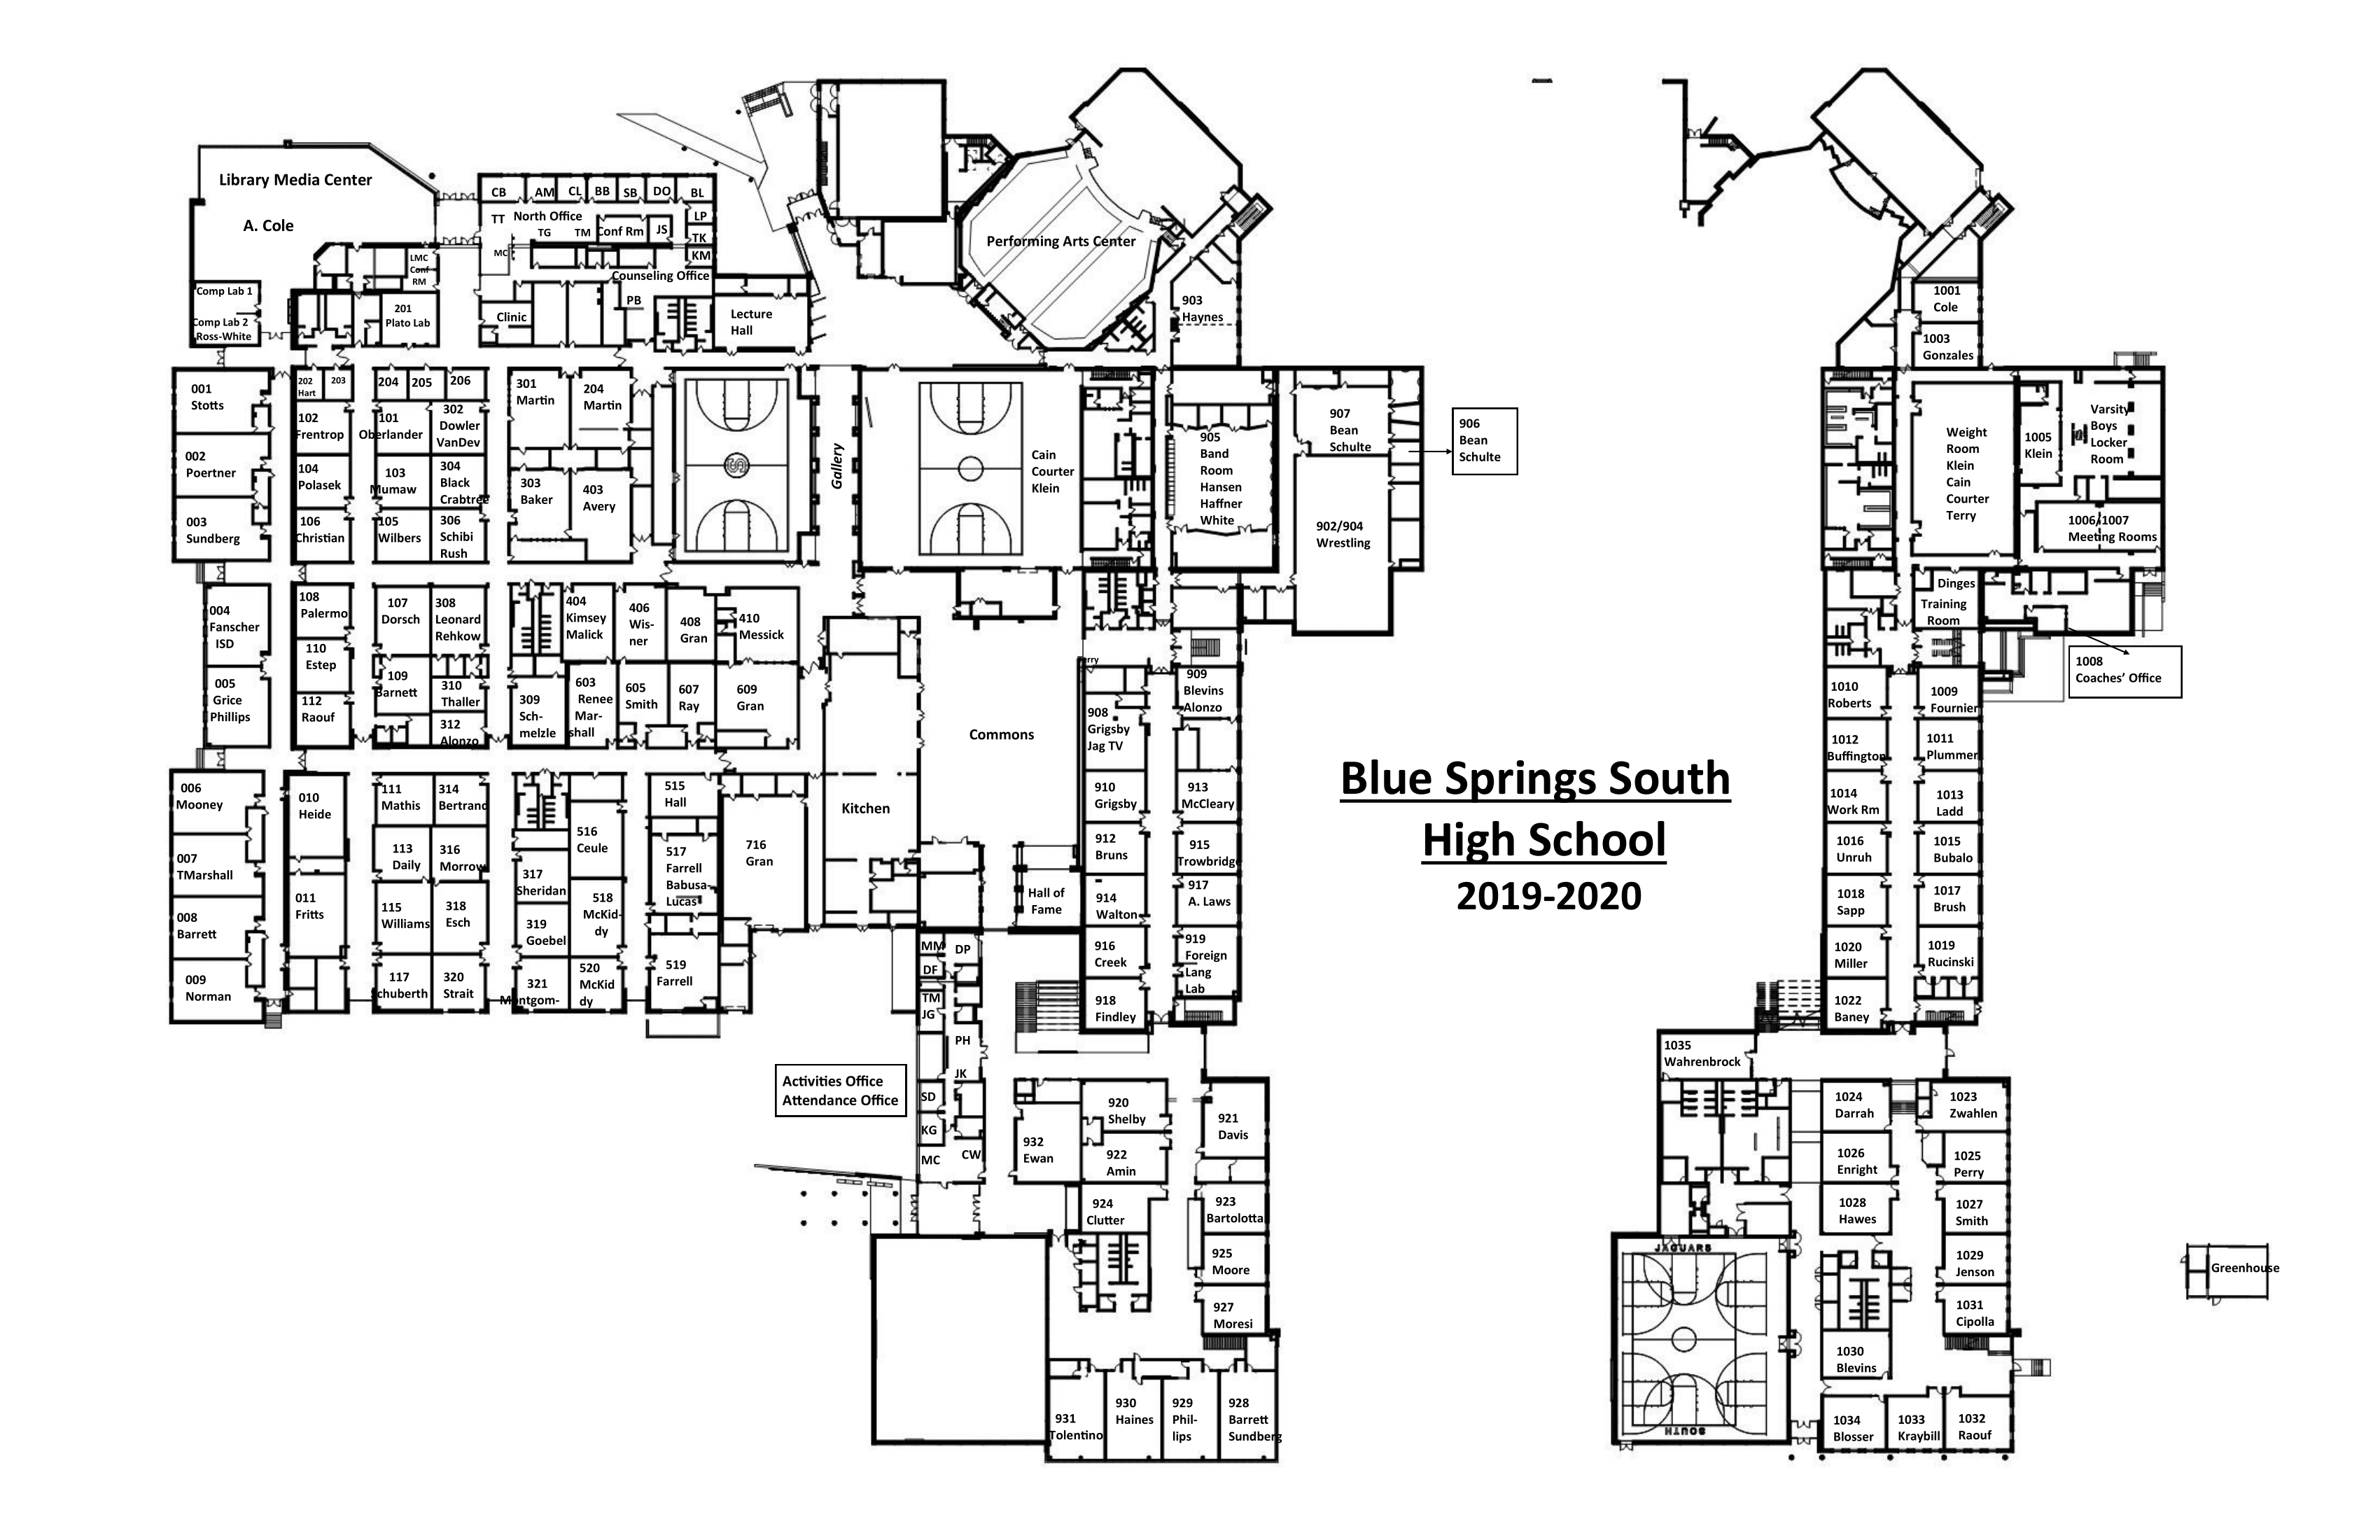 Library Media Center
A. Cole
Comp Lab 1
Comp Lab 2
Ross-White
LMC
Conf
RM
201
Plato Lab
CB
AM
CL
BB
SB
DO
BL
TT
North Office
TG
TM
Conf Rm
JS
LP
TK
KM
MC
Counseling Office
Clinic
PB
Lecture
Hall
Performing Arts Center
903
Haynes
001
Stotts
002
Poertner
003
Sundberg
202
Hart
203
204
205
206
102
Frentrop
101
Oberlander
302
Dowler
VanDev
104
Polasek
103
Mumaw
304
Black
Crabtree
106
Christian
105
Wilbers
306
Schibi
Rush
301
Martin
204
Martin
303
Baker
403
Avery
Gallery
Cain
Courter
Klein
905
Band
Room
Hansen
Haffner
White
907
Bean
Schulte
906
Bean
Schulte
902/904
Wrestling
004
Fanscher
ISD
005
Grice
Phillips
108
Palermo
110
Estep
112
Raouf
107
Dorsch
308
Leonard
Rehkow
109
Barnett
310
Thaller
312
Alonzo
404
Kimsey
Malick
406
Wis-
ner
408
Gran
410
Messick
309
Sch-
melzle
603
Renee
Mar-
shall
605
Smith
607
Ray
609
Gran
006
Mooney
007
TMarshall
008
Barrett
009
Norman
010
Heide
011
Fritts
111
Mathis
314
Bertrand
113
Daily
316
Morrow
115
Williams
318
Esch
117
Schuberth
320
Strait
516
Ceule
317
Sheridan
518
McKid-
dy
319
Goebel
321
Montgom-
520
McKid
dy
515
Hall
517
Farrell
Babusa-
Lucas
519
Farrell
716
Gran
Kitchen
Commons
Hall of
Fame
909
Blevins
Alonzo
908
Grigsby
Jag TV
910
Grigsby
913
McCleary
912
Bruns
915
Trowbridge
914
Walton
917
A. Laws
916
Creek
919
Foreign
Lang
Lab
918
Findley
MM
DP
DF
TM
JG
PH
JK
SD
KG
MC
CW
Activities Office
Attendance Office
932
Ewan
920
Shelby
922
Amin
921
Davis
924
Clutter
923
Bartolotta
925
Moore
927
Moresi
931
Tolentino
930
Haines
929
Phil-
lips
928
Barrett
Sundberg
Blue Springs South
High School
2019-2020
1001
Cole
1003
Gonzales
Weight
Room
Klein
Cain
Courter
Terry
1005
Klein
Varsity
Boys
Locker
Room
1006/1007
Meeting Rooms
Dinges
Training
Room
1008
Coaches' Office
1010
Roberts
1009
Fournier
1012
Buffington
1011
Plummer
1014
Work Rm
1013
Ladd
1016
Unruh
1015
Bubalo
1018
Sapp
1017
Brush
1020
Miller
1019
Rucinski
1022
Baney
1035
Wahrenbrock
1024
Darrah
1023
Zwahlen
1026
Enright
1025
Perry
1028
Hawes
1027
Smith
1029
Jenson
1031
Cipolla
1030
Blevins
1034
Blosser
1033
Kraybill
1032
Raouf
JAGUARS
SOUTH
Greenhouse